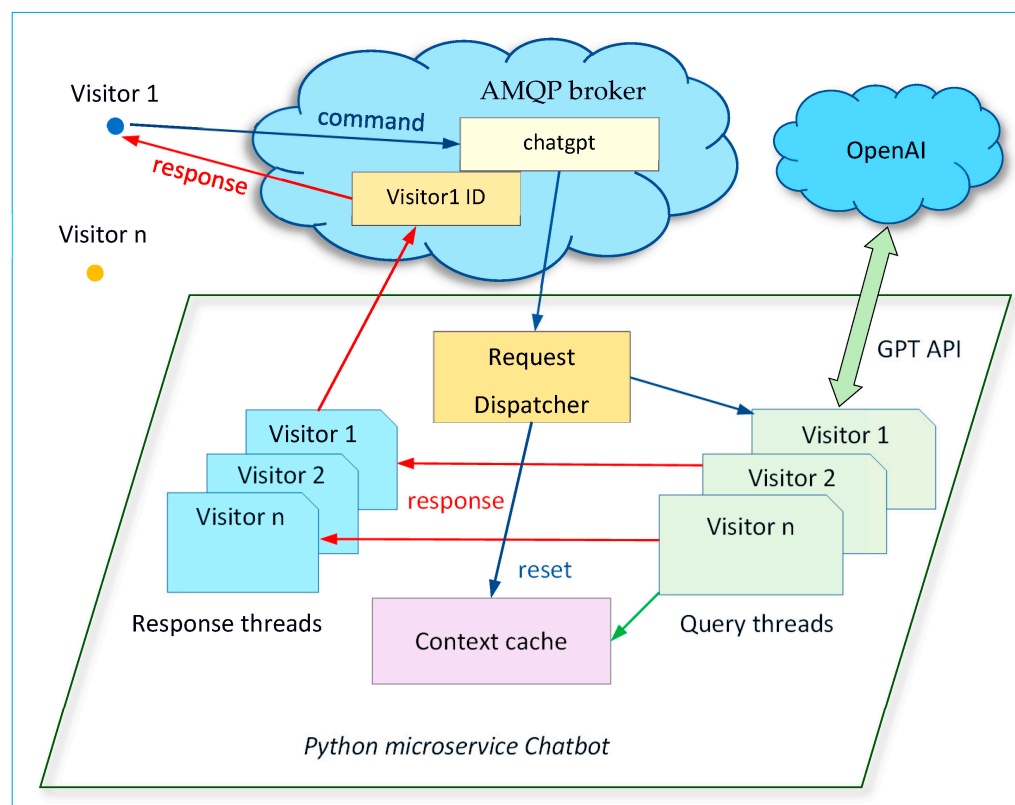 AMQP broker
Visitor 1
command
chatgpt
OpenAI
response
Visitor1 ID
Visitor n
GPT API
Request
Dispatcher
Visitor 1
Visitor 2
Visitor n
Visitor 1
Visitor 2
Visitor n
response
reset
Response threads
Query threads
Context cache
Python microservice Chatbot